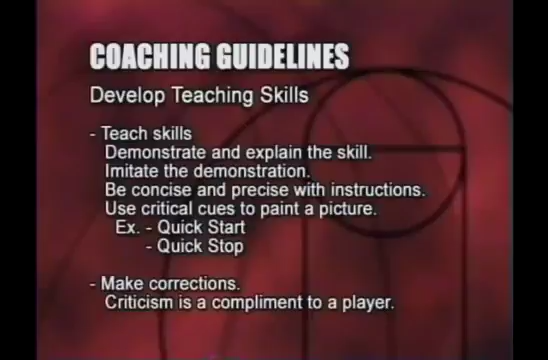 COACHING GUIDELINES
Develop Teaching Skills
- Teach skills
Demonstrate and explain the skill.
Imitate the demonstration.
Be concise and precise with instructions.
Use critical cues to paint a picture.
Ex. - Quick Start
- Quick Stop
- Make corrections.
Criticism is a compliment to a player.